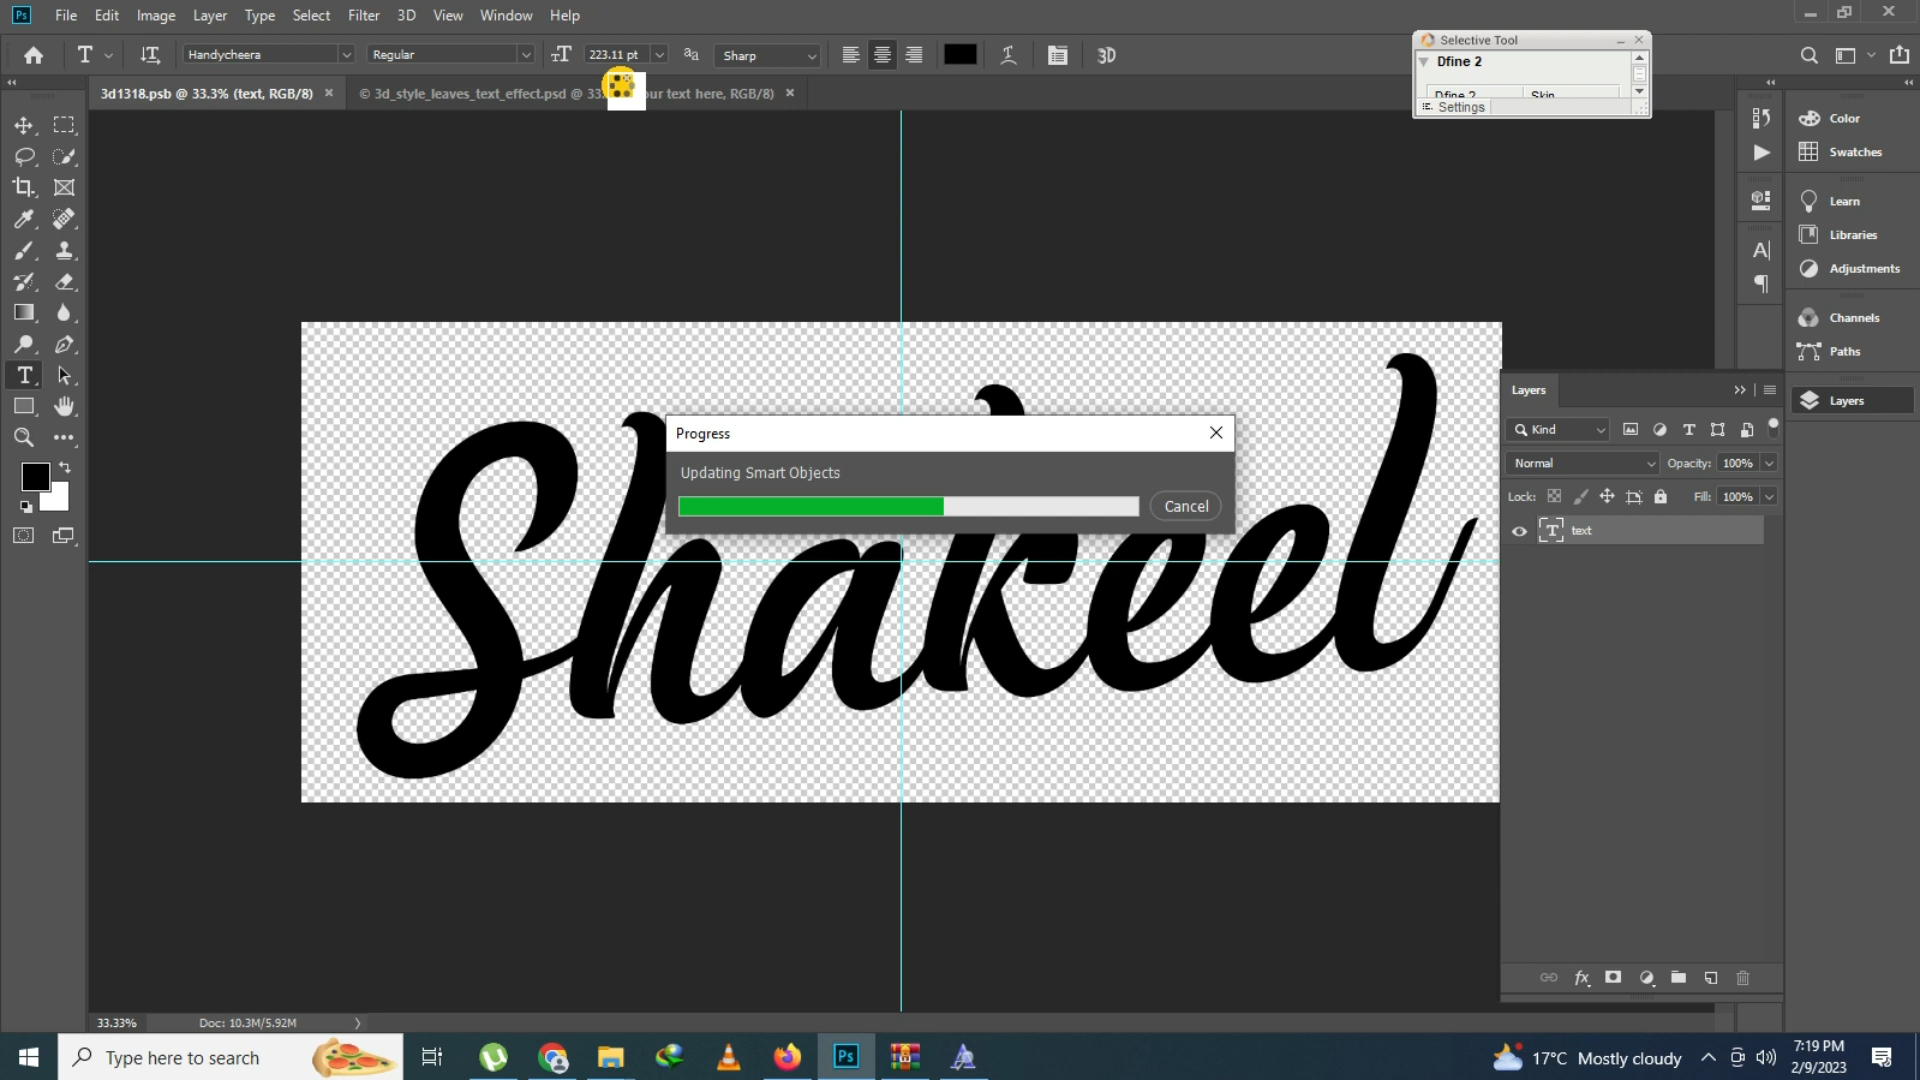 Ps File Edit Image Layer Type Select Filter 3D View Window Help
Handycheera Regular 223.11 pt Sharp 3D
Selective Tool
Dfine 2
Dfine 2 Skin
Settings
3d1318.psb @ 33.3% (text, RGB/8) × © 3d_style_leaves_text_effect.psd @ 33. our text here, RGB/8) ×
Color
Swatches
Learn
Libraries
Adjustments
Channels
Paths
Layers
Shakeel
Progress
Updating Smart Objects
Cancel
Layers
Kind
Normal Opacity: 100%
Lock: Fill: 100%
text
33.33% Doc: 10.3M/5.92M
Type here to search
Ps
17°C Mostly cloudy
7:19 PM
2/9/2023